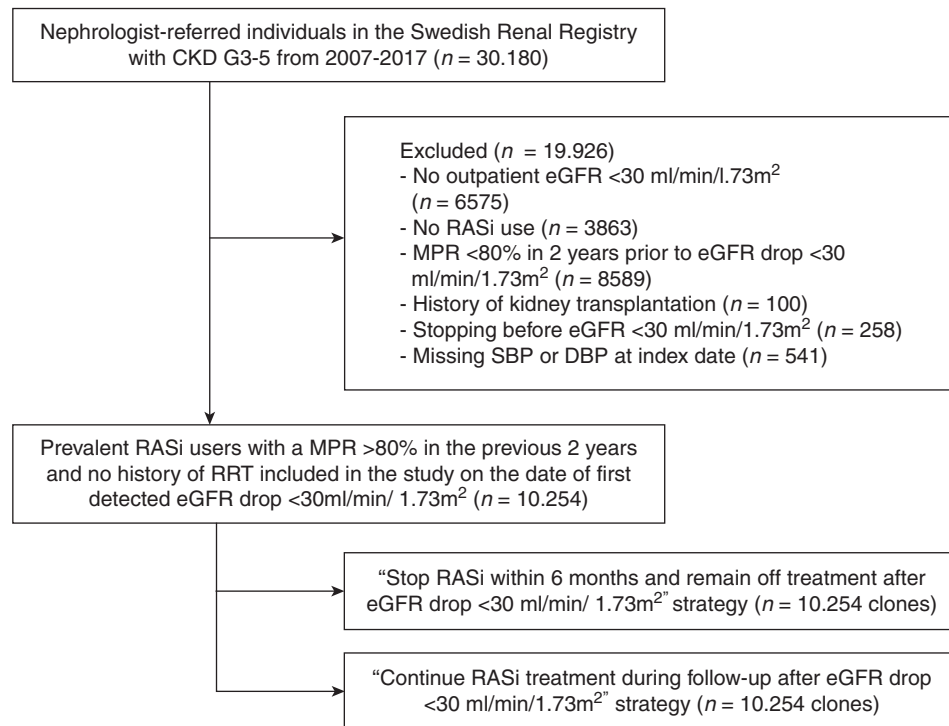 Nephrologist-referred individuals in the Swedish Renal Registry
with CKD G3-5 from 2007-2017 (n = 30.180)
Excluded (n = 19.926)
- No outpatient eGFR <30 ml/min/l.73m²
(n = 6575)
- No RASi use (n = 3863)
- MPR <80% in 2 years prior to eGFR drop <30
ml/min/1.73m² (n = 8589)
- History of kidney transplantation (n = 100)
- Stopping before eGFR <30 ml/min/1.73m² (n = 258)
- Missing SBP or DBP at index date (n = 541)
Prevalent RASi users with a MPR >80% in the previous 2 years
and no history of RRT included in the study on the date of first
detected eGFR drop <30ml/min/ 1.73m² (n = 10.254)
“Stop RASi within 6 months and remain off treatment after
eGFR drop <30 ml/min/ 1.73m²” strategy (n = 10.254 clones)
“Continue RASi treatment during follow-up after eGFR drop
<30 ml/min/1.73m²” strategy (n = 10.254 clones)